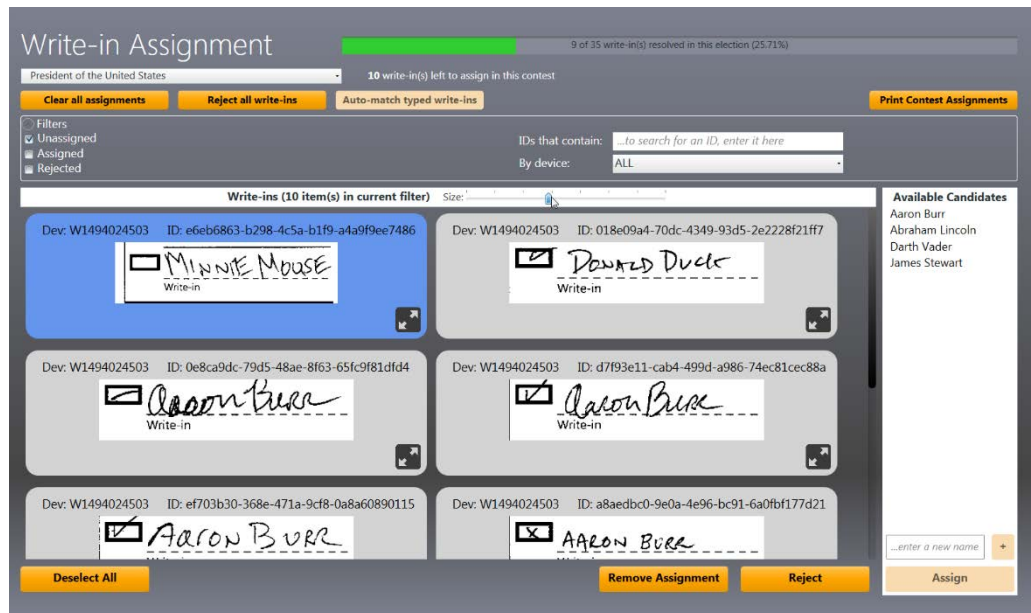 Write-in Assignment
9 of 35 write-in(s) resolved in this election (25.71%)
President of the United States
10 write-in(s) left to assign in this contest
Clear all assignments
Reject all write-ins
Auto-match typed write-ins
Print Contest Assignments
Filters
Unassigned
Assigned
Rejected
IDs that contain: ...to search for an ID, enter it here
By device: ALL
Write-ins (10 item(s) in current filter) Size:
Dev: W1494024503 ID: e6eb6863-b298-4c5a-b1f9-a4a9f9ee7486
MINNIE MOUSE
Write-in
Dev: W1494024503 ID: 018e09a4-70dc-4349-93d5-2e2228f21ff7
DONALD Duck
Write-in
Dev: W1494024503 ID: 0e8ca9dc-79d5-48ae-8f63-65fc9f81dfd4
Aaron Burr
Write-in
Dev: W1494024503 ID: d7f93e11-cab4-499d-a986-74ec81cec88a
Aaron Burr
Write-in
Dev: W1494024503 ID: ef703b30-368e-471a-9cf8-0a8a60890115
Aaron BURR
Dev: W1494024503 ID: a8aedbc0-9e0a-4e96-bc91-6a0fbf177d21
AARON BURR
Available Candidates
Aaron Burr
Abraham Lincoln
Darth Vader
James Stewart
...enter a new name +
Deselect All
Remove Assignment
Reject
Assign